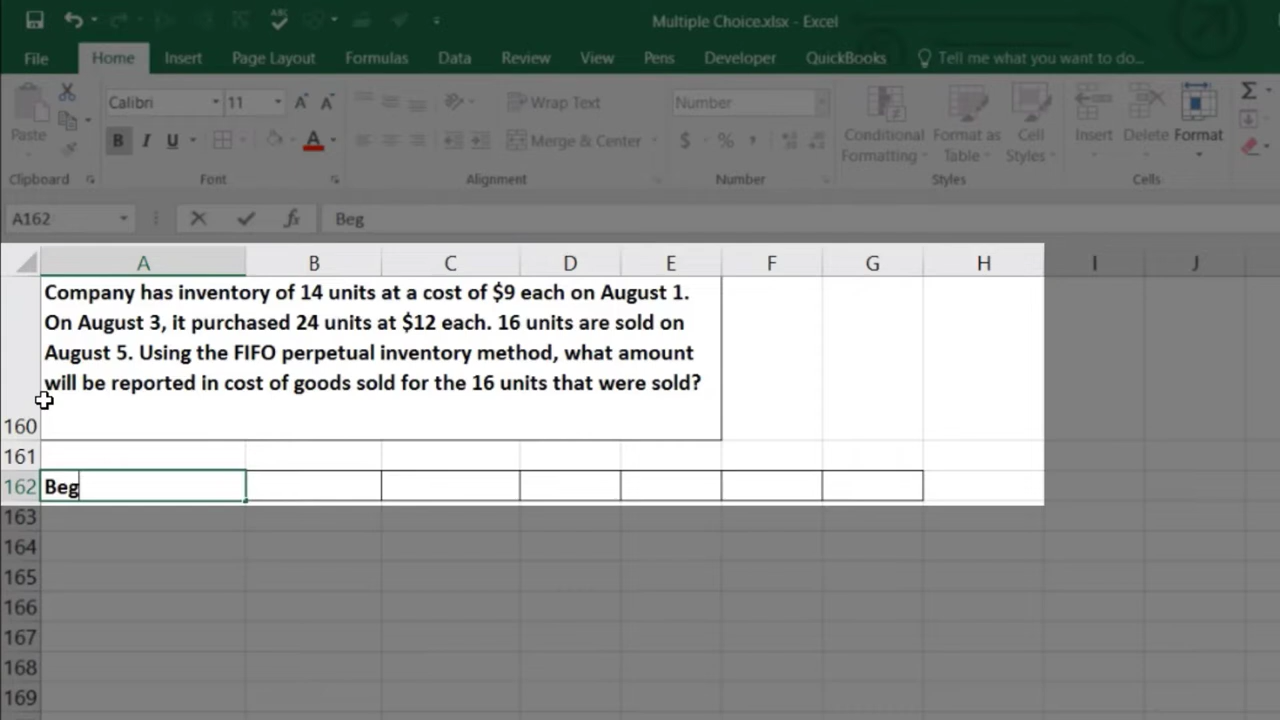 Multiple Choice.xlsx - Excel
File Home Insert Page Layout Formulas Data Review View Pens Developer QuickBooks Tell me what you want to do...
Calibri 11 A A Wrap Text Number Σ
Paste B I U A Merge & Center $ % , Conditional Formatting Format as Table Cell Styles Insert Delete Format
Clipboard Font Alignment Number Styles Cells
A162 fx Beg
A B C D E F G H I J
Company has inventory of 14 units at a cost of $9 each on August 1.
On August 3, it purchased 24 units at $12 each. 16 units are sold on
August 5. Using the FIFO perpetual inventory method, what amount
will be reported in cost of goods sold for the 16 units that were sold?
160
161
162 Beg
163
164
165
166
167
168
169